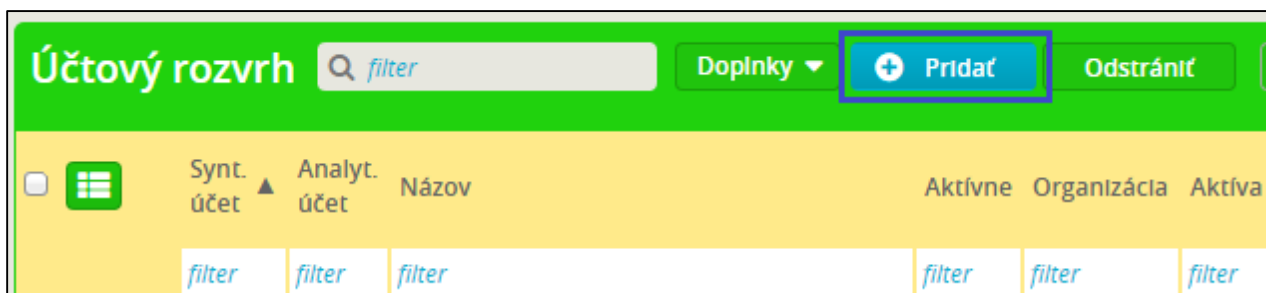 Účtový rozvrh filter Doplnky Pridať Odstrániť
Synt. účet Analyt. účet Názov Aktívne Organizácia Aktíva
filter filter filter filter filter filter